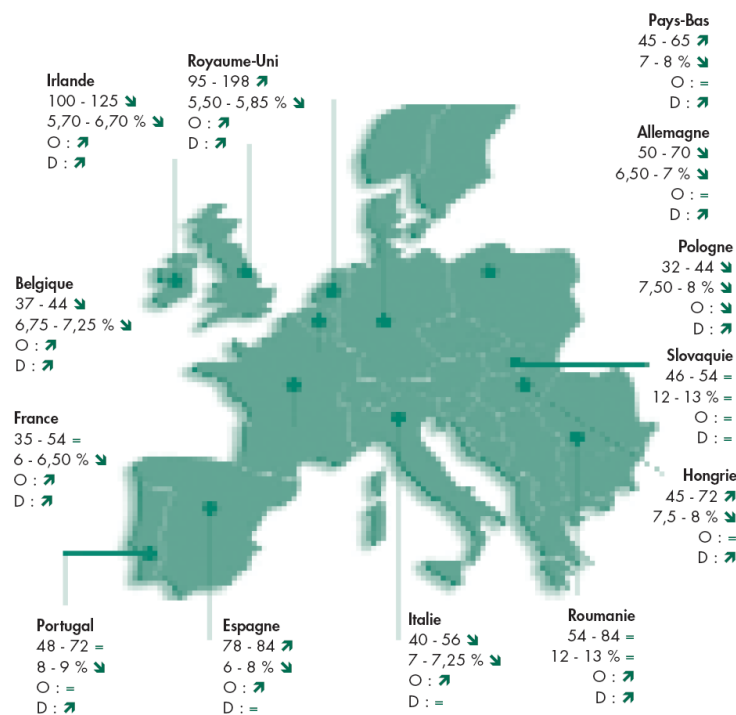 Pays-Bas
45 - 65 ↗
7 - 8 % ↘
O : =
D : ↗
Royaume-Uni
95 - 198 ↗
5,50 - 5,85 % ↘
O : ↗
D : ↗
Irlande
100 - 125 ↘
5,70 - 6,70 % ↘
O : ↗
D : ↗
Allemagne
50 - 70 ↘
6,50 - 7 % ↘
O : =
D : ↗
Pologne
32 - 44 ↘
7,50 - 8 % ↘
O : ↘
D : ↗
Belgique
37 - 44 ↘
6,75 - 7,25 % ↘
O : ↗
D : ↗
Slovaquie
46 - 54 =
12 - 13 % =
O : =
D : =
France
35 - 54 =
6 - 6,50 % ↘
O : ↗
D : ↗
Hongrie
45 - 72 ↗
7,5 - 8 % ↘
O : =
D : ↗
Portugal
48 - 72 =
8 - 9 % ↘
O : =
D : ↗
Espagne
78 - 84 ↗
6 - 8 % ↘
O : ↗
D : =
Italie
40 - 56 ↘
7 - 7,25 % ↘
O : ↗
D : =
Roumanie
54 - 84 =
12 - 13 % =
O : ↗
D : ↗